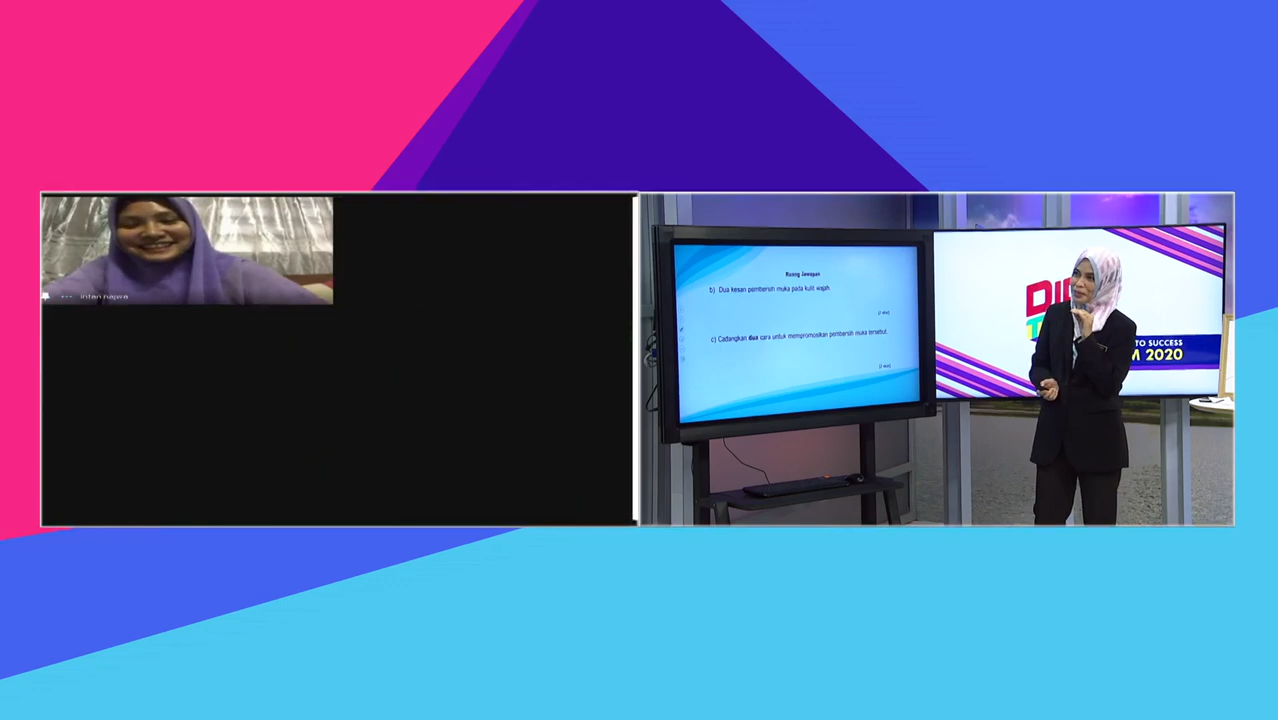 Ruang Jawapan
b) Dua kesan pembersih muka pada kulit wajah.
[2 M]
c) Cadangkan dua cara untuk mempromosikan pembersih muka tersebut.
TO SUCCESS
M 2020